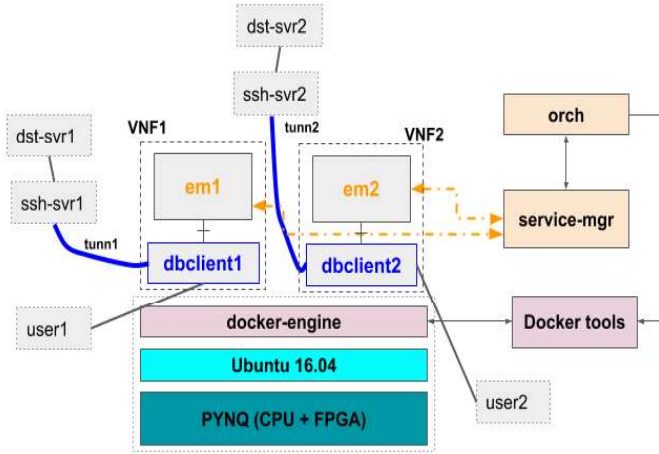 dst-svr2
ssh-svr2
orch
VNF1
tunn2
VNF2
dst-svr1
em1
em2
ssh-svr1
service-mgr
tunn1
dbclient1
dbclient2
user1
docker-engine
Docker tools
Ubuntu 16.04
user2
PYNQ (CPU + FPGA)